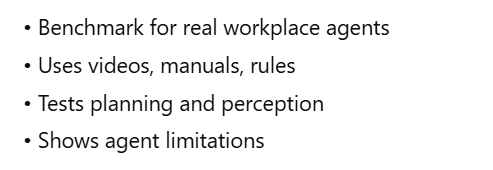 • Benchmark for real workplace agents
• Uses videos, manuals, rules
• Tests planning and perception
• Shows agent limitations